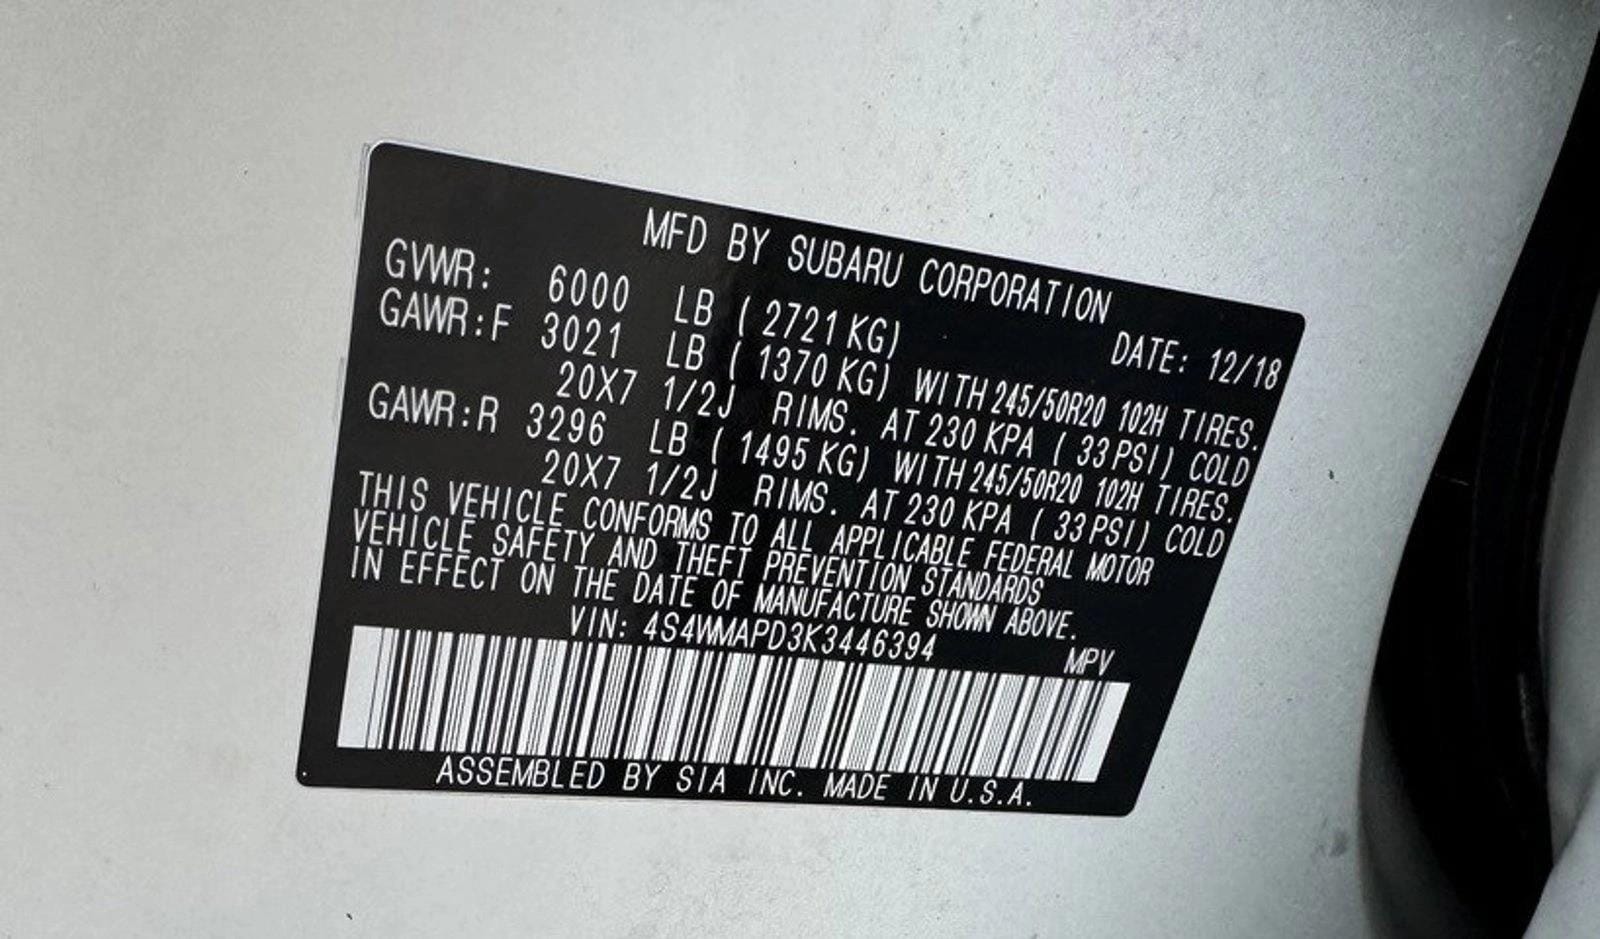 MFD BY SUBARU CORPORATION
DATE: 12/18
GVWR: 6000 LB (2721 KG)
GAWR:F 3021 LB (1370 KG) WITH 245/50R20 102H TIRES.
20X7 1/2J RIMS. AT 230 KPA (33 PSI) COLD
GAWR:R 3296 LB (1495 KG) WITH 245/50R20 102H TIRES.
20X7 1/2J RIMS. AT 230 KPA (33 PSI) COLD
THIS VEHICLE CONFORMS TO ALL APPLICABLE FEDERAL MOTOR
VEHICLE SAFETY AND THEFT PREVENTION STANDARDS
IN EFFECT ON THE DATE OF MANUFACTURE SHOWN ABOVE.
VIN: 4S4WMAPD3K3446394 MPV
ASSEMBLED BY SIA INC. MADE IN U.S.A.